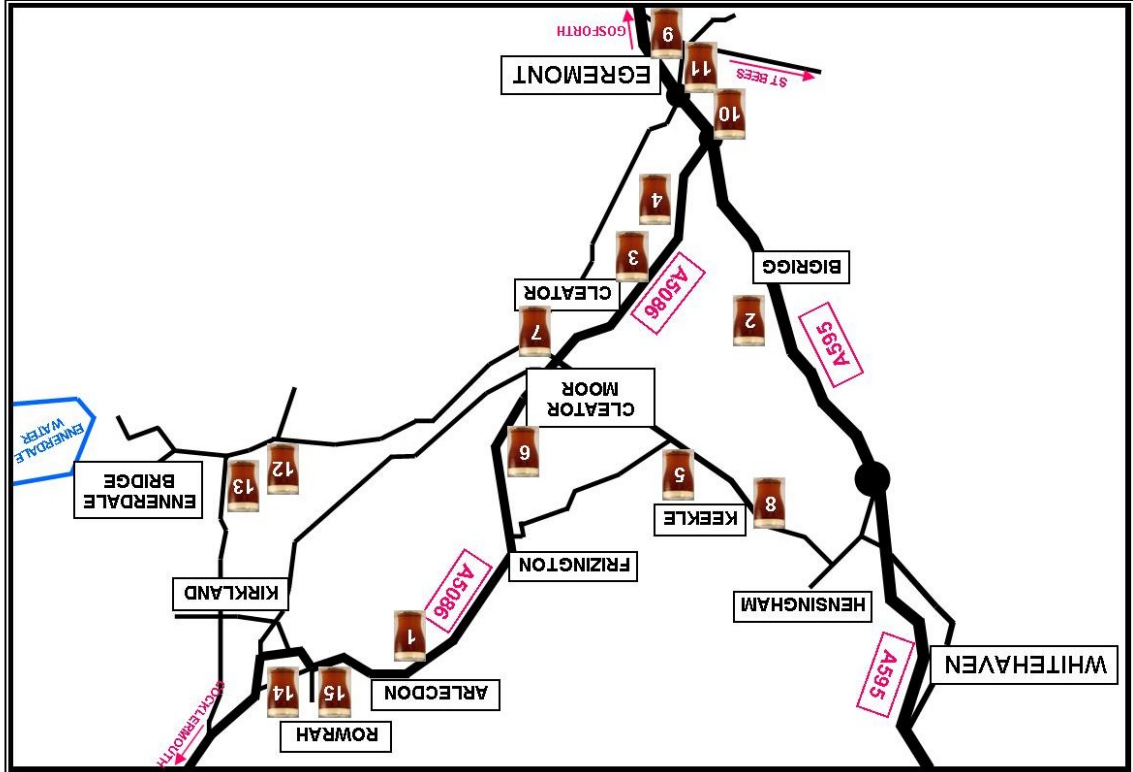 COCKLERMOUTH
ROWRAH
14
15
ARLECDON
WHITEHAVEN
A595
1
HENSINGHAM
KIRKLAND
A5086
FRIZINGTON
KEEKLE
8
5
ENNERDALE
BRIDGE
13
12
6
ENNERDALE
WATER
CLEATOR
MOOR
A595
7
2
CLEATOR
A5086
BIGRIGG
3
4
10
EGREMONT
11
ST BEES
9
GOSFORTH